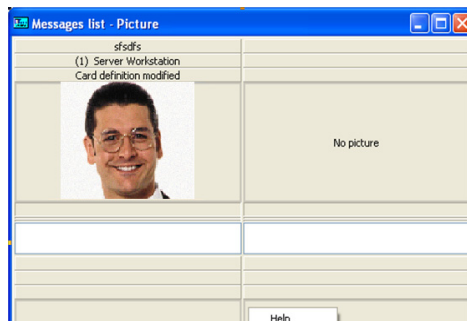 Messages list - Picture
sfsdfs
(1) Server Workstation
Card definition modified
No picture
Help